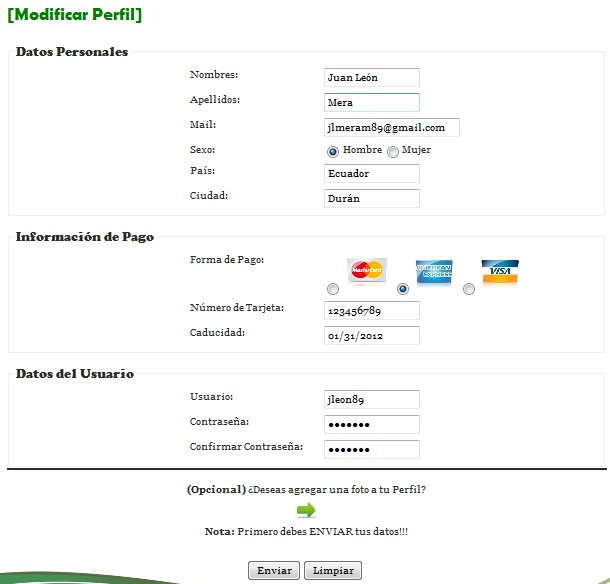 [Modificar Perfil]
Datos Personales
Nombres: Juan León
Apellidos: Mera
Mail: jlmeram89@gmail.com
Sexo: Hombre Mujer
País: Ecuador
Ciudad: Durán
Información de Pago
Forma de Pago: MasterCard AMERICAN EXPRESS VISA
Número de Tarjeta: 123456789
Caducidad: 01/31/2012
Datos del Usuario
Usuario: jleon89
Contraseña: •••••••
Confirmar Contraseña: •••••••
(Opcional) ¿Deseas agregar una foto a tu Perfil?
Nota: Primero debes ENVIAR tus datos!!!
Enviar Limpiar